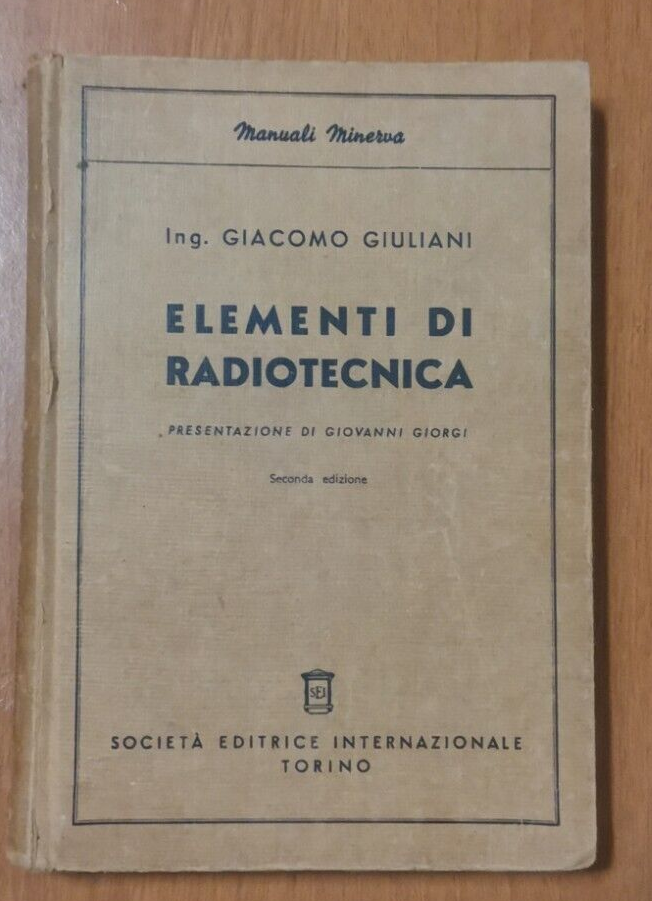 Manuali Minerva
Ing. GIACOMO GIULIANI
ELEMENTI DI
RADIOTECNICA
PRESENTAZIONE DI GIOVANNI GIORGI
Seconda edizione
SEI
SOCIETÀ EDITRICE INTERNAZIONALE
TORINO